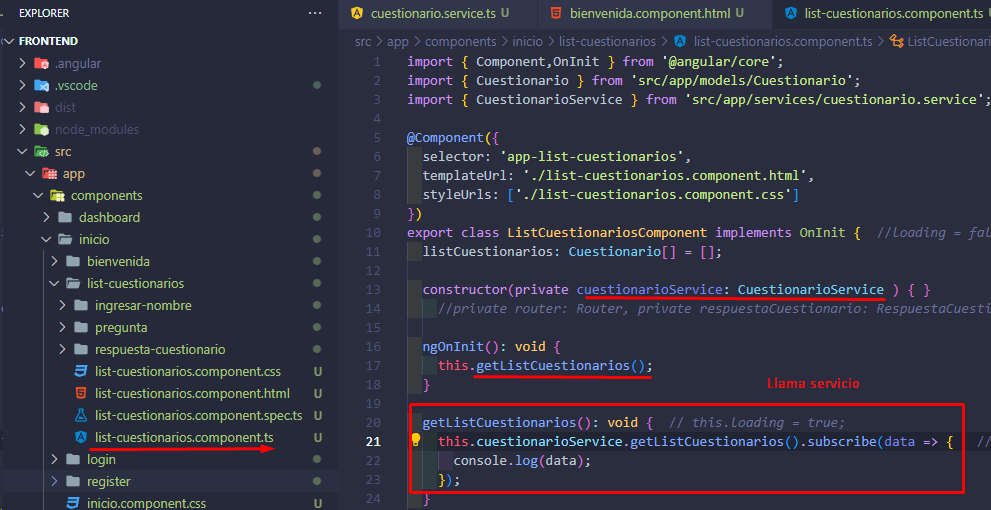 EXPLORER
FRONTEND
.angular
.vscode
dist
node_modules
src
app
components
dashboard
inicio
bienvenida
list-cuestionarios
ingresar-nombre
pregunta
respuesta-cuestionario
list-cuestionarios.component.css U
list-cuestionarios.component.html U
list-cuestionarios.component.spec.ts U
list-cuestionarios.component.ts U
login
register
inicio.component.css U
cuestionario.service.ts U
bienvenida.component.html U
list-cuestionarios.component.ts U
src > app > components > inicio > list-cuestionarios > list-cuestionarios.component.ts > ListCuestionari
1 import { Component,OnInit } from '@angular/core';
2 import { Cuestionario } from 'src/app/models/Cuestionario';
3 import { CuestionarioService } from 'src/app/services/cuestionario.service';
4
5 @Component({
6 selector: 'app-list-cuestionarios',
7 templateUrl: './list-cuestionarios.component.html',
8 styleUrls: ['./list-cuestionarios.component.css']
9 })
10 export class ListCuestionariosComponent implements OnInit { //loading = fal
11 listCuestionarios: Cuestionario[] = [];
12
13 constructor(private cuestionarioService: CuestionarioService ) { }
14 //private router: Router, private respuestaCuestionario: RespuestaCuesti
15
16 ngOnInit(): void {
17 this.getListCuestionarios();
18 }
Llama servicio
19
20 getListCuestionarios(): void { // this.loading = true;
21 this.cuestionarioService.getListCuestionarios().subscribe(data => { //
22 console.log(data);
23 });
24 }